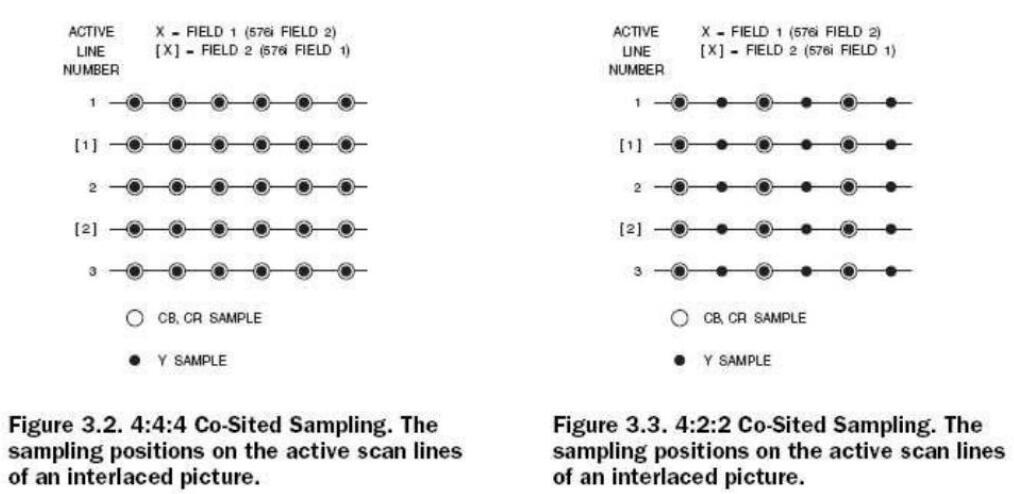 ACTIVE LINE NUMBER
X – FIELD 1 (576i FIELD 2)
[X] – FIELD 2 (576i FIELD 1)
1
[1]
2
[2]
3
CB, CR SAMPLE
Y SAMPLE
Figure 3.2. 4:4:4 Co-Sited Sampling. The
sampling positions on the active scan lines
of an interlaced picture.
ACTIVE LINE NUMBER
X – FIELD 1 (576i FIELD 2)
[X] – FIELD 2 (576i FIELD 1)
1
[1]
2
[2]
3
CB, CR SAMPLE
Y SAMPLE
Figure 3.3. 4:2:2 Co-Sited Sampling. The
sampling positions on the active scan lines
of an interlaced picture.